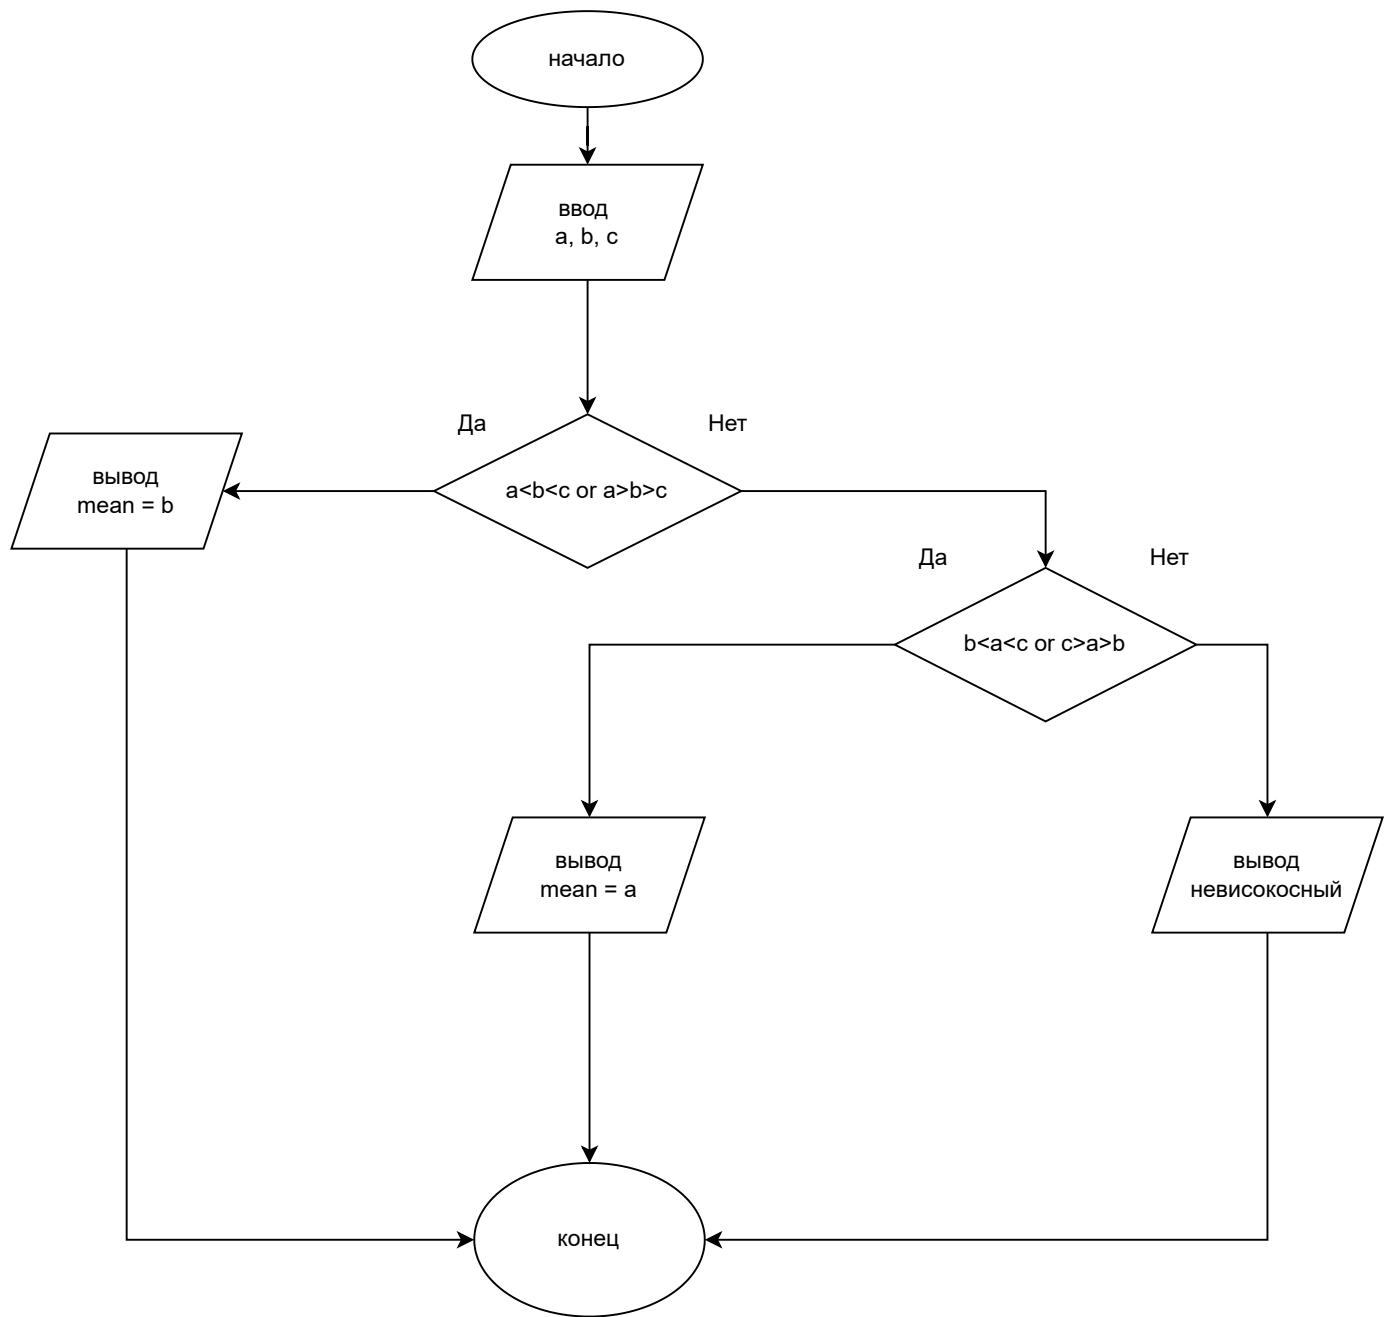 начало
ввод
a, b, c
Да
Нет
a<b<c or a>b>c
вывод
mean = b
Да
Нет
b<a<c or c>a>b
вывод
mean = a
вывод
невисокосный
конец